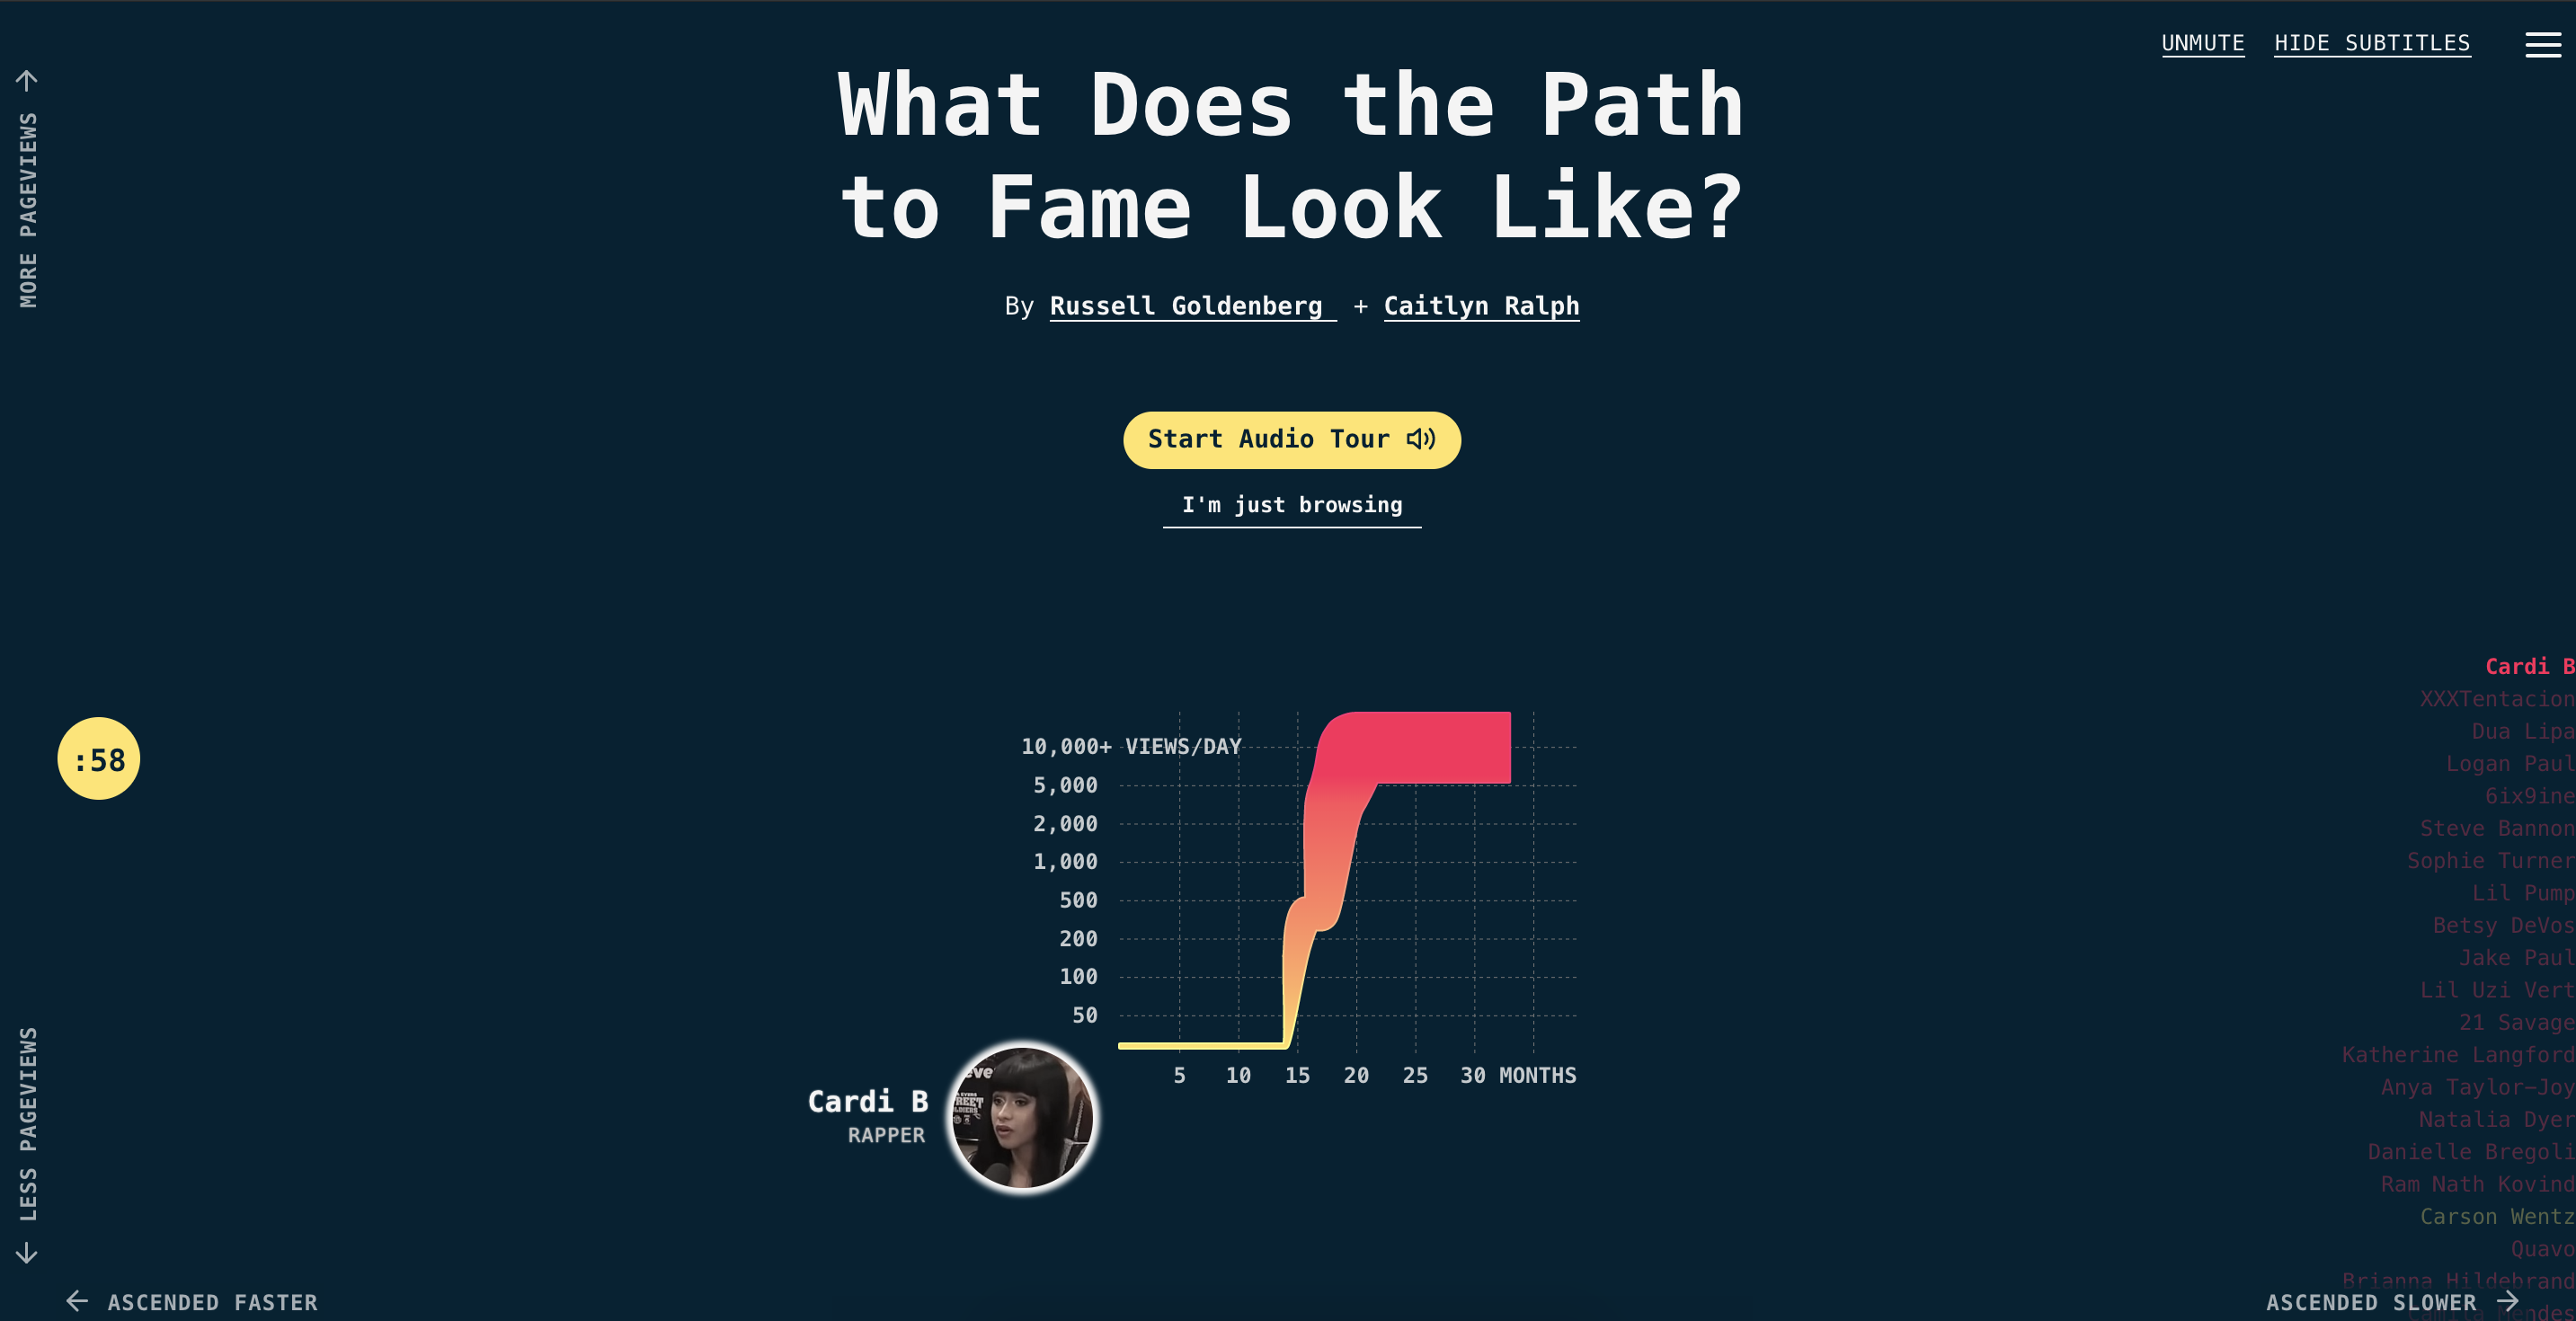 UNMUTE HIDE SUBTITLES
MORE PAGEVIEWS
What Does the Path
to Fame Look Like?
By Russell Goldenberg + Caitlyn Ralph
Start Audio Tour
I'm just browsing
:58
10,000+ VIEWS/DAY
5,000
2,000
1,000
500
200
100
50
5 10 15 20 25 30 MONTHS
Cardi B
RAPPER
Cardi B
XXXTentacion
Dua Lipa
Logan Paul
6ix9ine
Steve Bannon
Sophie Turner
Lil Pump
Betsy DeVos
Jake Paul
Lil Uzi Vert
21 Savage
Katherine Langford
Anya Taylor-Joy
Natalia Dyer
Danielle Bregoli
Ram Nath Kovind
Carson Wentz
Quavo
Brianna Hildebrand
Camila Mendes
LESS PAGEVIEWS
ASCENDED FASTER
ASCENDED SLOWER